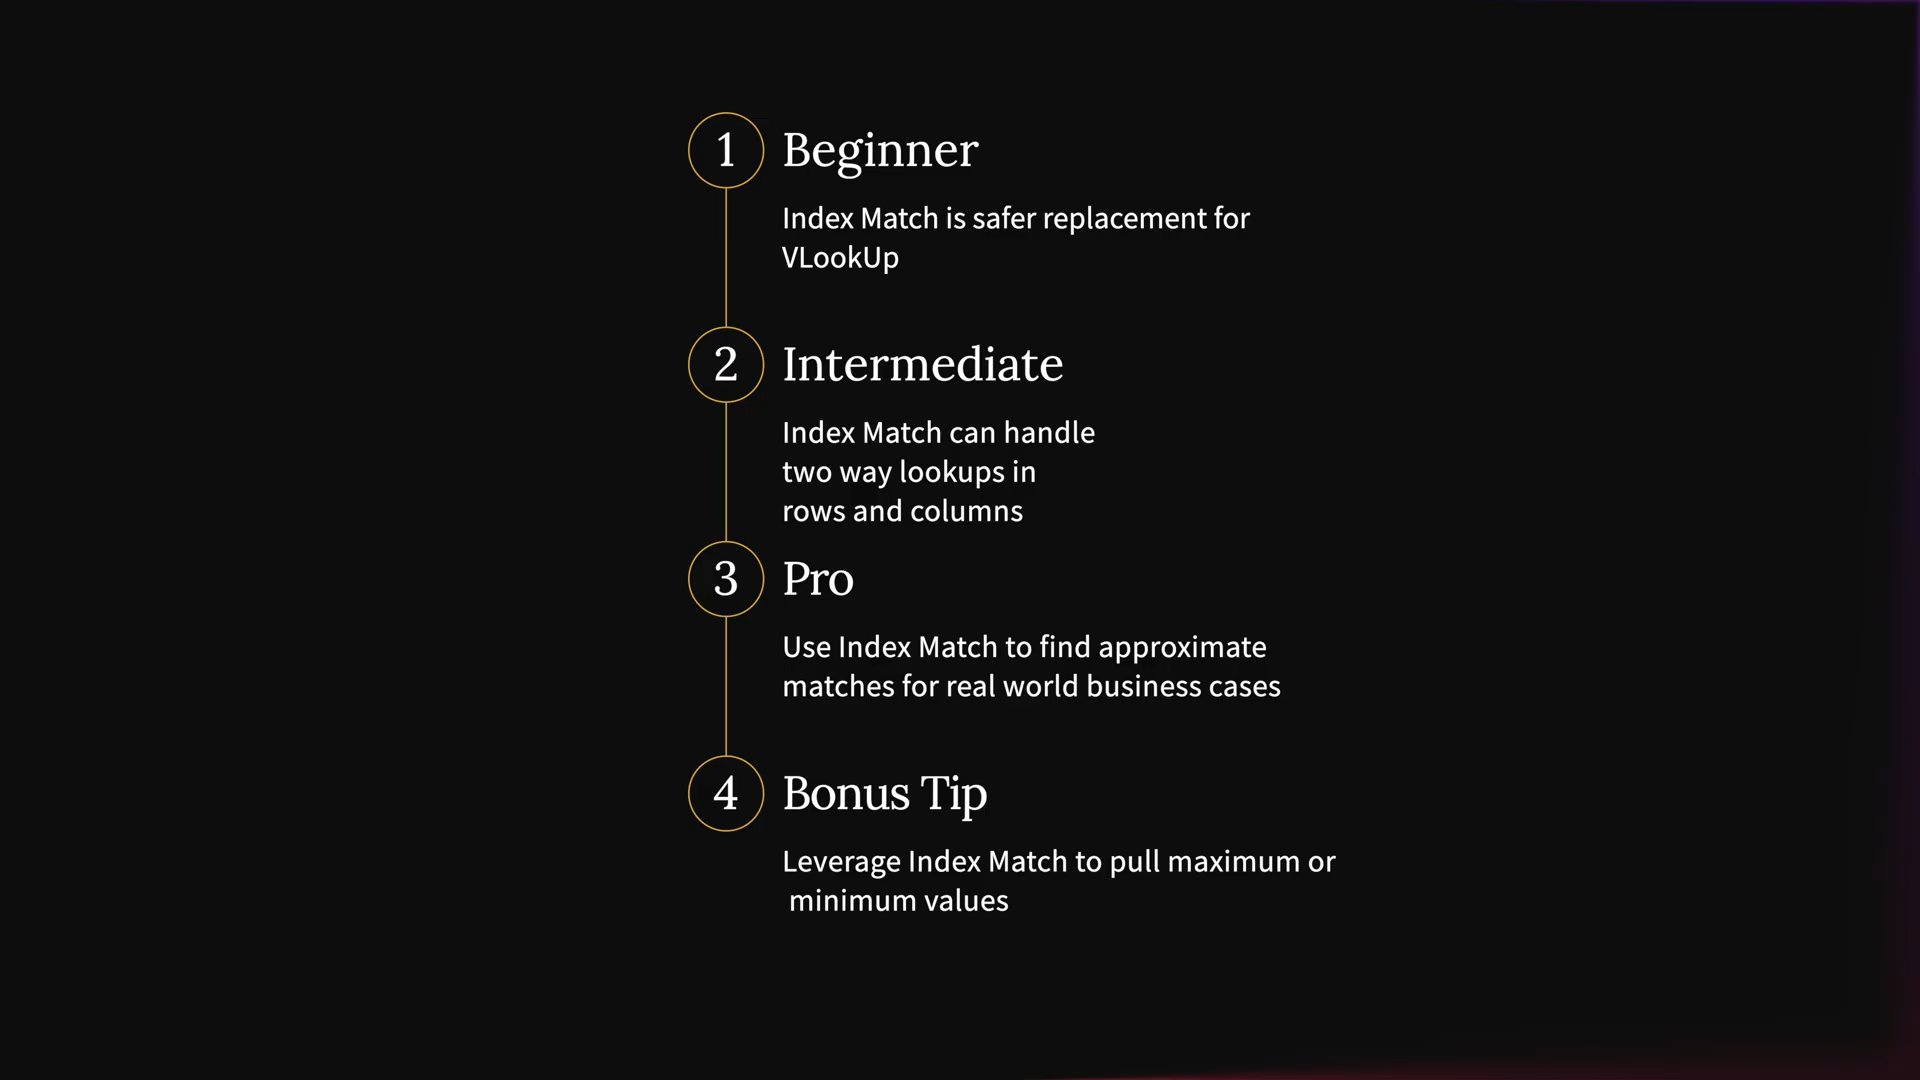 1 Beginner
Index Match is safer replacement for
VLookUp
2 Intermediate
Index Match can handle
two way lookups in
rows and columns
3 Pro
Use Index Match to find approximate
matches for real world business cases
4 Bonus Tip
Leverage Index Match to pull maximum or
minimum values